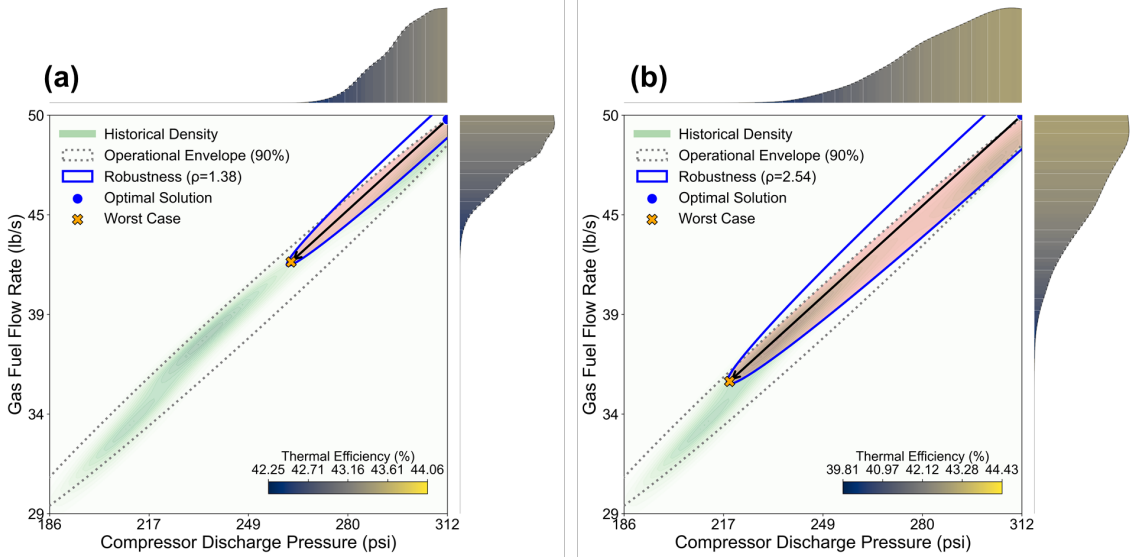 (a)
50
45
39
34
29
Gas Fuel Flow Rate (lb/s)
Historical Density
Operational Envelope (90%)
Robustness (ρ=1.38)
Optimal Solution
Worst Case
Thermal Efficiency (%)
42.25 42.71 43.16 43.61 44.06
186 217 249 280 312
Compressor Discharge Pressure (psi)
(b)
50
45
39
34
29
Gas Fuel Flow Rate (lb/s)
Historical Density
Operational Envelope (90%)
Robustness (ρ=2.54)
Optimal Solution
Worst Case
Thermal Efficiency (%)
39.81 40.97 42.12 43.28 44.43
186 217 249 280 312
Compressor Discharge Pressure (psi)